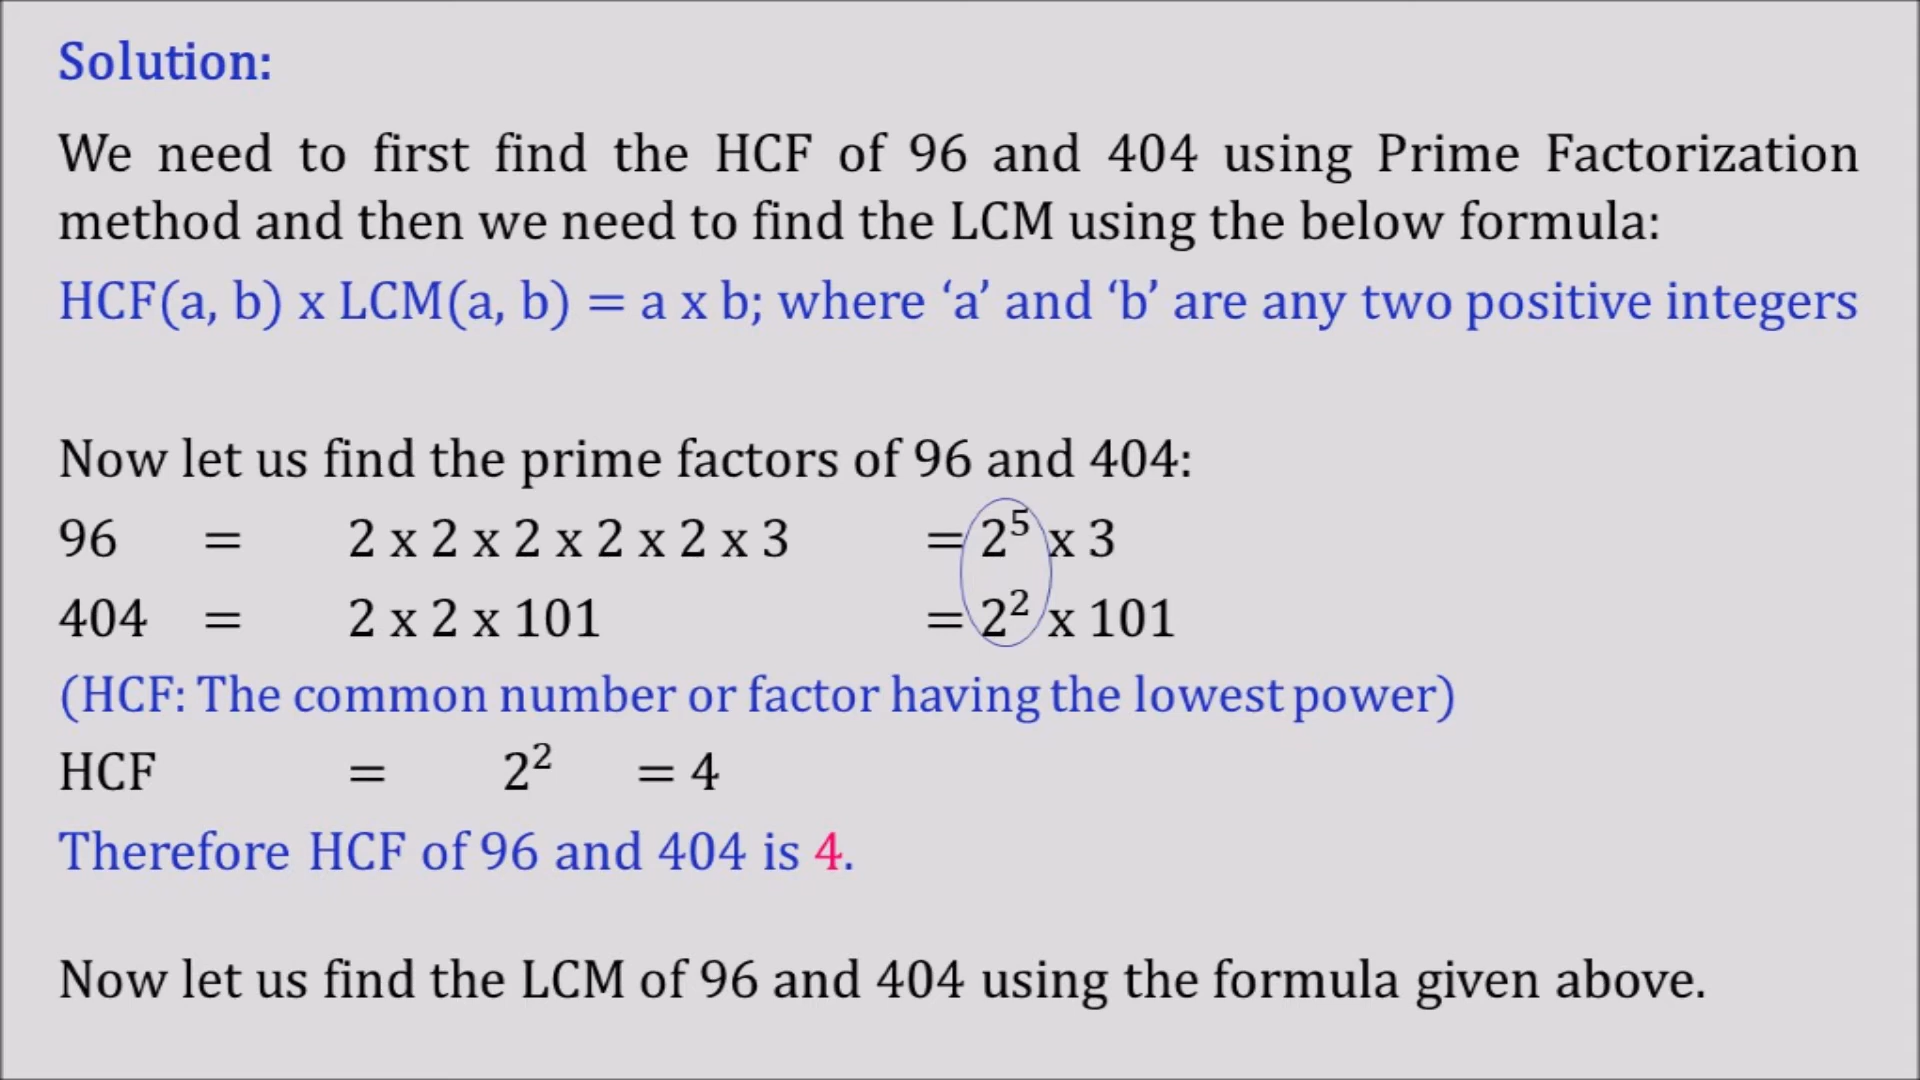 Solution:
We need to first find the HCF of 96 and 404 using Prime Factorization
method and then we need to find the LCM using the below formula:
HCF(a, b) x LCM(a, b) = a x b; where ‘a’ and ‘b’ are any two positive integers
Now let us find the prime factors of 96 and 404:
96 = 2 x 2 x 2 x 2 x 2 x 3 = 2⁵ x 3
404 = 2 x 2 x 101 = 2² x 101
(HCF: The common number or factor having the lowest power)
HCF = 2² = 4
Therefore HCF of 96 and 404 is 4.
Now let us find the LCM of 96 and 404 using the formula given above.